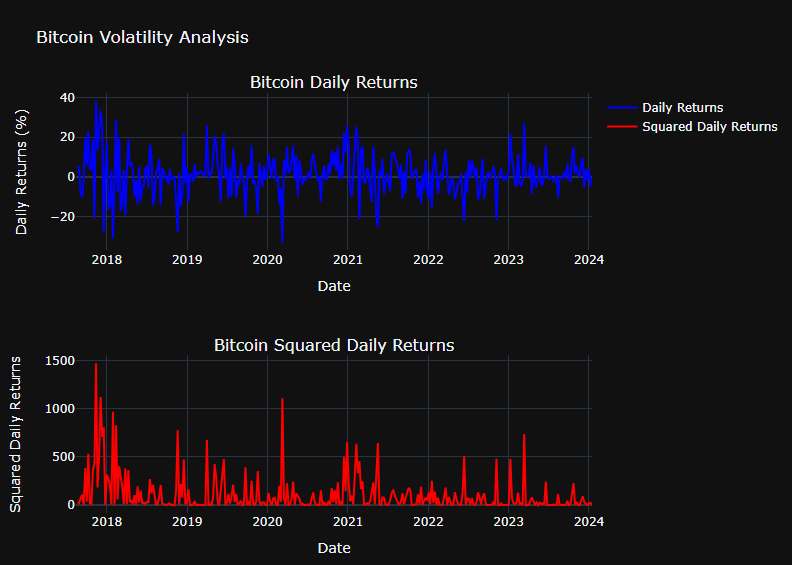 Bitcoin Volatility Analysis
Bitcoin Daily Returns
Daily Returns (%)
40
20
0
−20
2018 2019 2020 2021 2022 2023 2024
Date
Daily Returns
Squared Daily Returns
Bitcoin Squared Daily Returns
Squared Daily Returns
1500
1000
500
0
2018 2019 2020 2021 2022 2023 2024
Date